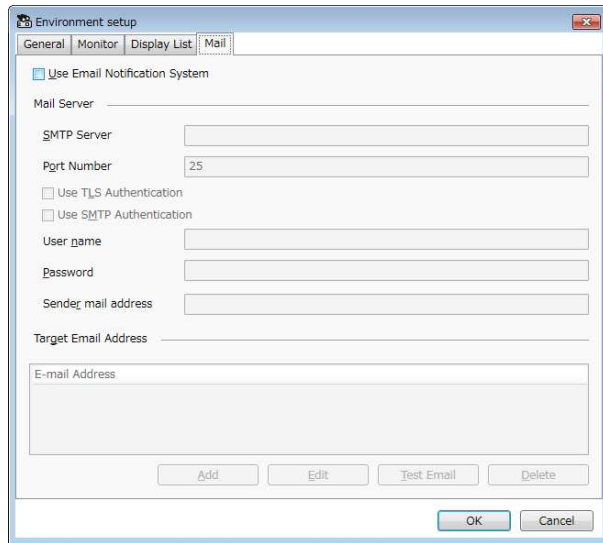 Environment setup
General Monitor Display List Mail
Use Email Notification System
Mail Server
SMTP Server
Port Number 25
Use TLS Authentication
Use SMTP Authentication
User name
Password
Sender mail address
Target Email Address
E-mail Address
Add Edit Test Email Delete
OK Cancel